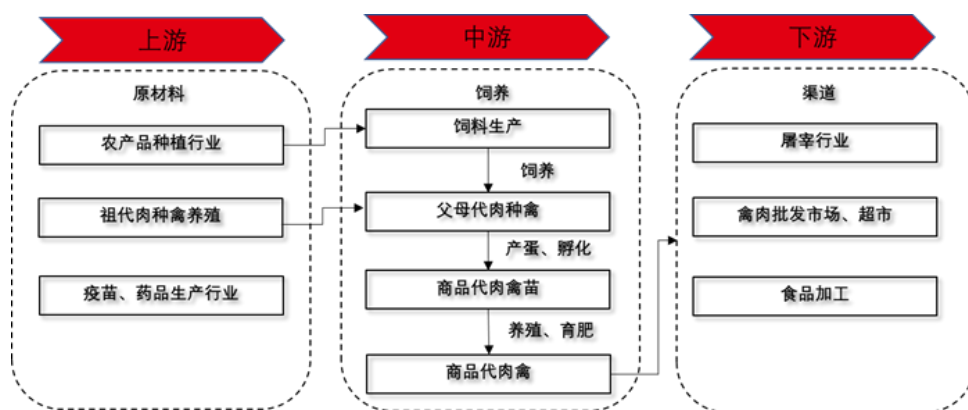 上游
中游
下游
原材料
农产品种植行业
祖代肉种禽养殖
疫苗、药品生产行业
饲养
饲料生产
饲养
父母代肉种禽
产蛋、孵化
商品代肉禽苗
养殖、育肥
商品代肉禽
渠道
屠宰行业
禽肉批发市场、超市
食品加工